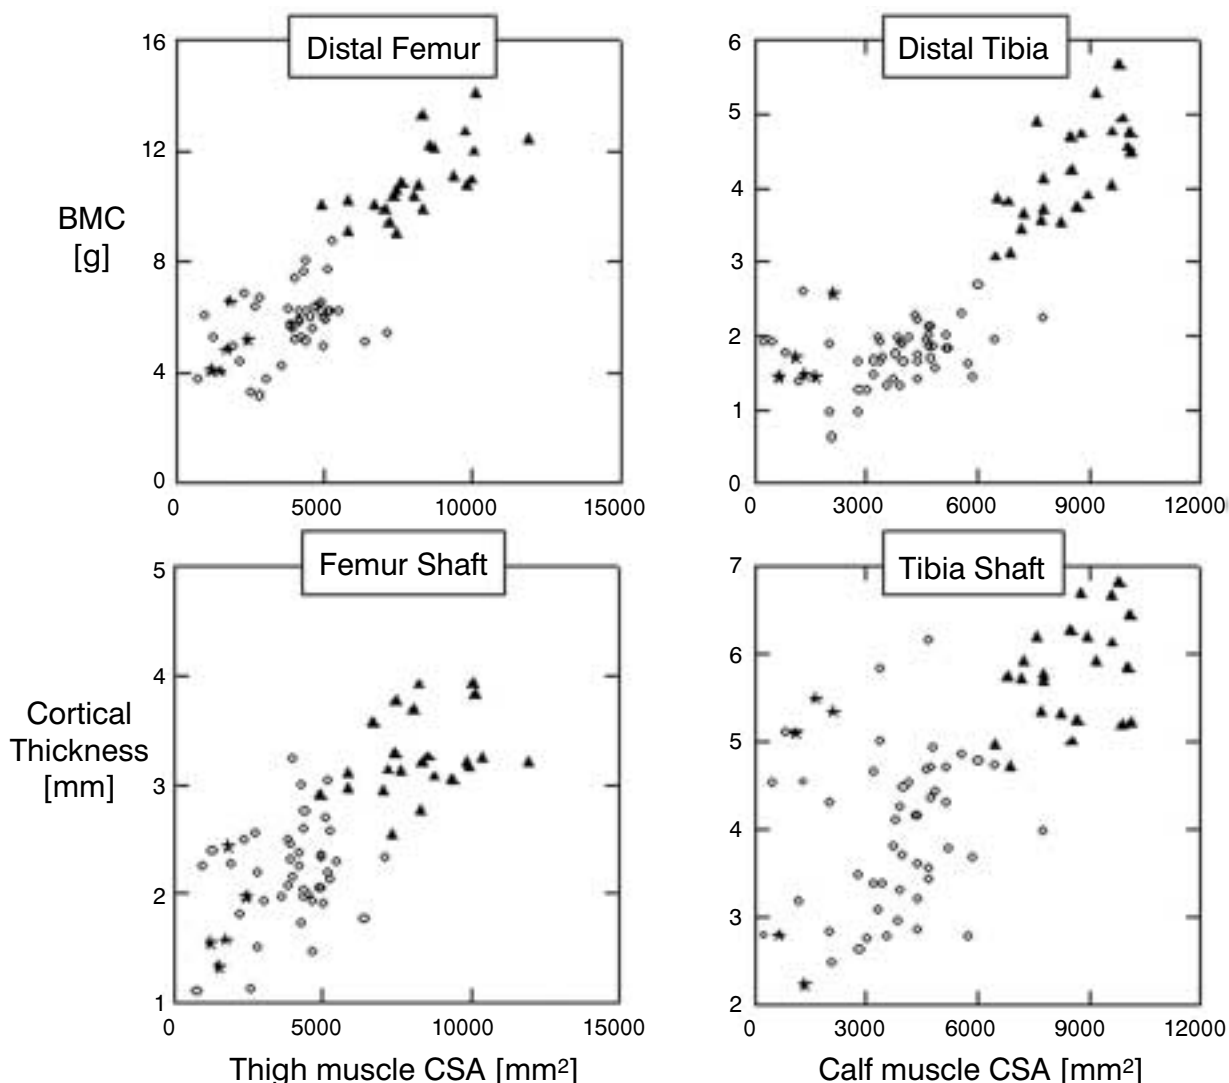 Distal Femur
Distal Tibia
16
12
8
4
0
BMC
[g]
0 5000 10000 15000
6
5
4
3
2
1
0
0 3000 6000 9000 12000
Femur Shaft
Tibia Shaft
5
4
3
2
1
Cortical
Thickness
[mm]
0 5000 10000 15000
Thigh muscle CSA [mm²]
7
6
5
4
3
2
0 3000 6000 9000 12000
Calf muscle CSA [mm²]